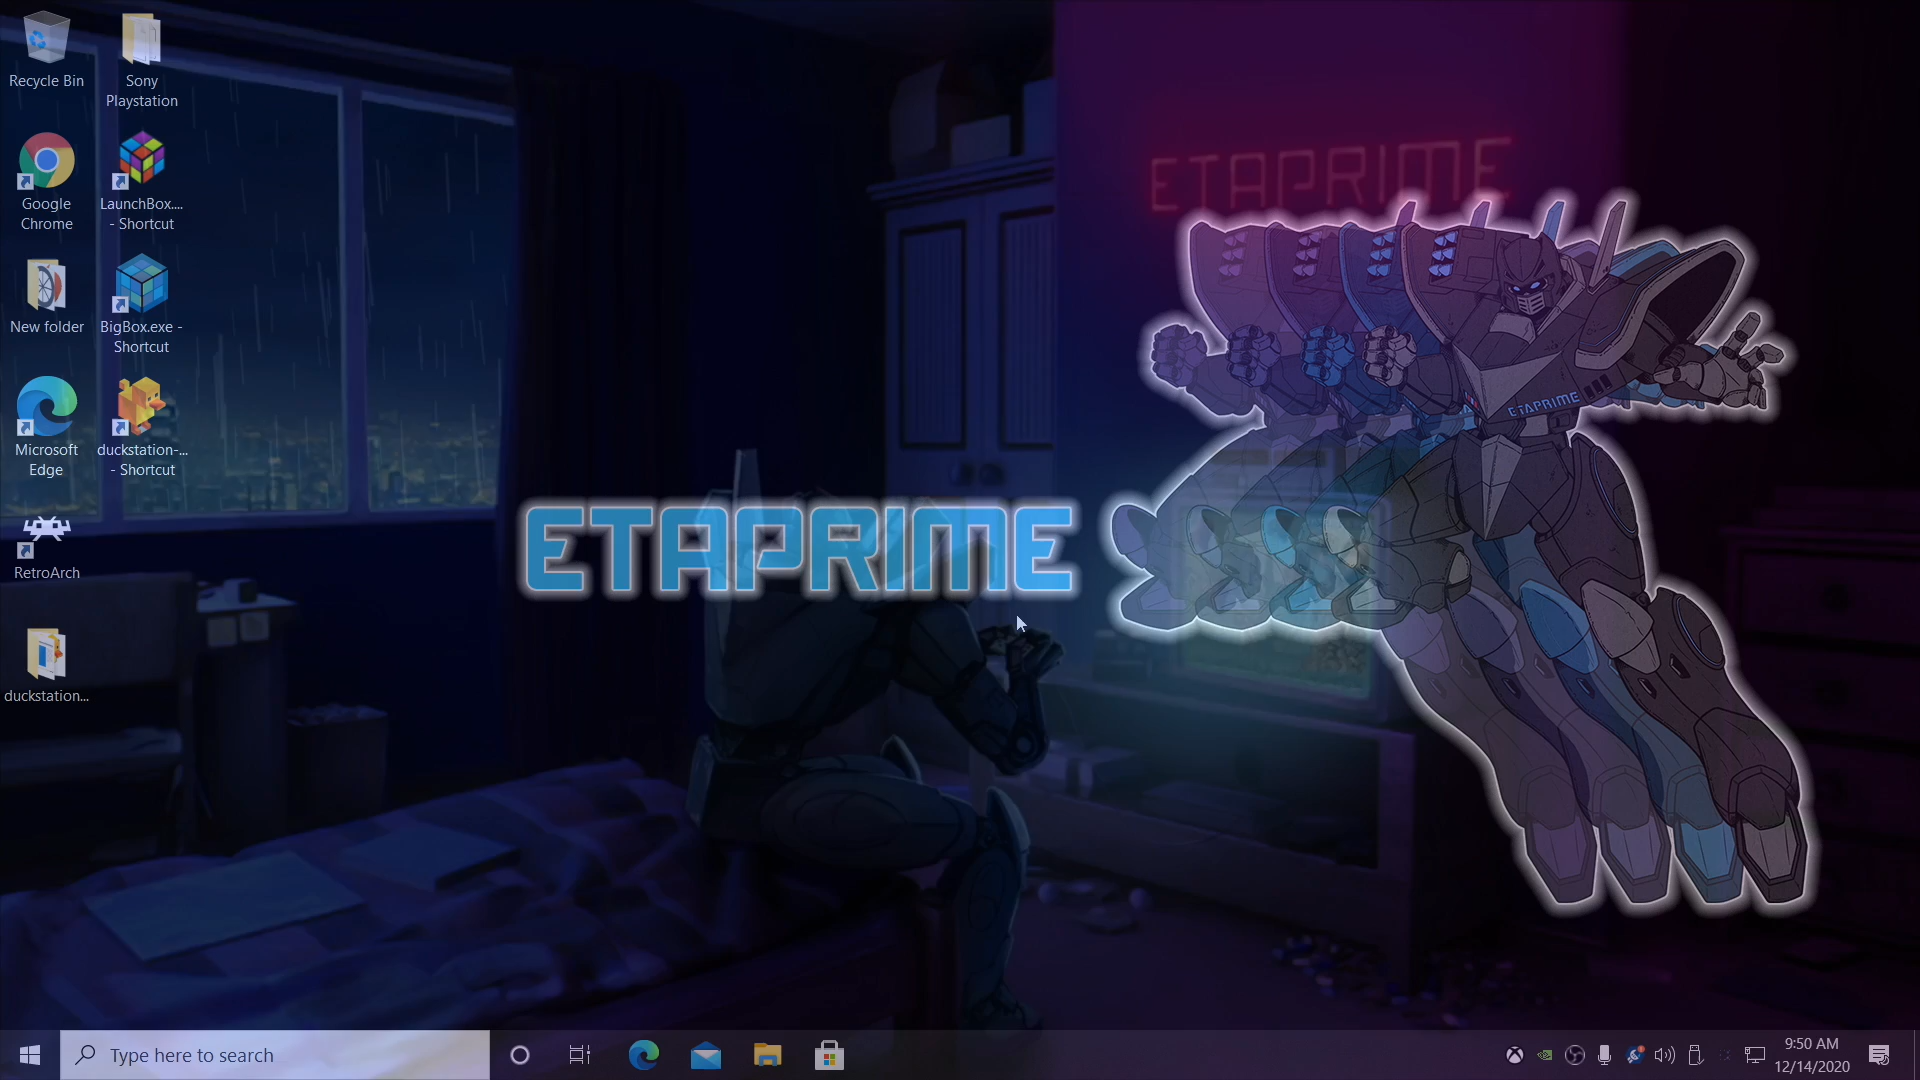 Recycle Bin
Sony
Playstation
Google
Chrome
LaunchBox....
- Shortcut
New folder
BigBox.exe -
Shortcut
Microsoft
Edge
duckstation-...
- Shortcut
RetroArch
duckstation...
ETAPRIME
ETAPRIME
ETAPRIME
Type here to search
9:50 AM
12/14/2020